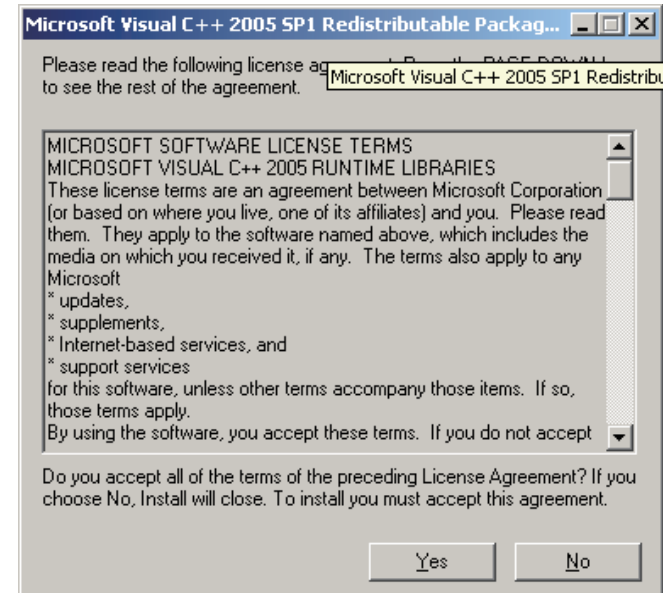 Microsoft Visual C++ 2005 SP1 Redistributable Packag...
Please read the following license
to see the rest of the agreement.
Microsoft Visual C++ 2005 SP1 Redistribu
MICROSOFT SOFTWARE LICENSE TERMS
MICROSOFT VISUAL C++ 2005 RUNTIME LIBRARIES
These license terms are an agreement between Microsoft Corporation
(or based on where you live, one of its affiliates) and you. Please read
them. They apply to the software named above, which includes the
media on which you received it, if any. The terms also apply to any
Microsoft
* updates,
* supplements,
* Internet-based services, and
* support services
for this software, unless other terms accompany those items. If so,
those terms apply.
By using the software, you accept these terms. If you do not accept
Do you accept all of the terms of the preceding License Agreement? If you
choose No, Install will close. To install you must accept this agreement.
Yes
No